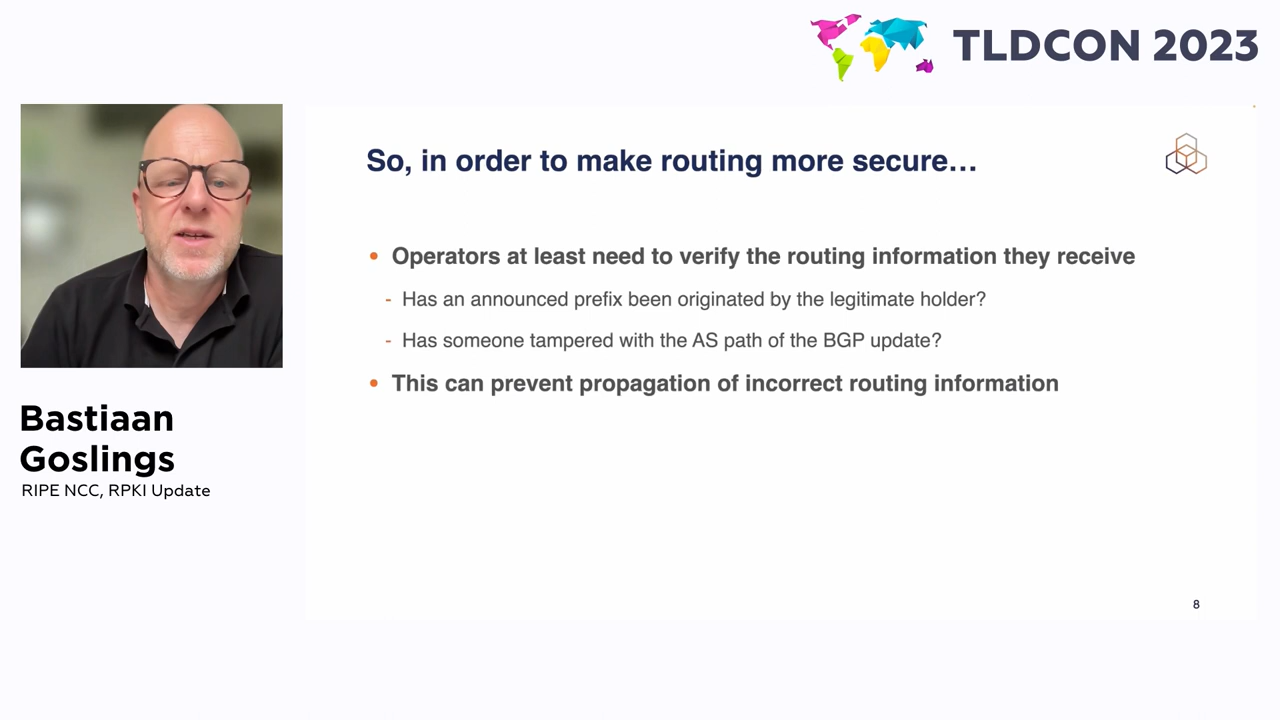 TLDCON 2023
So, in order to make routing more secure…
• Operators at least need to verify the routing information they receive
- Has an announced prefix been originated by the legitimate holder?
- Has someone tampered with the AS path of the BGP update?
• This can prevent propagation of incorrect routing information
Bastiaan
Goslings
RIPE NCC, RPKI Update
8